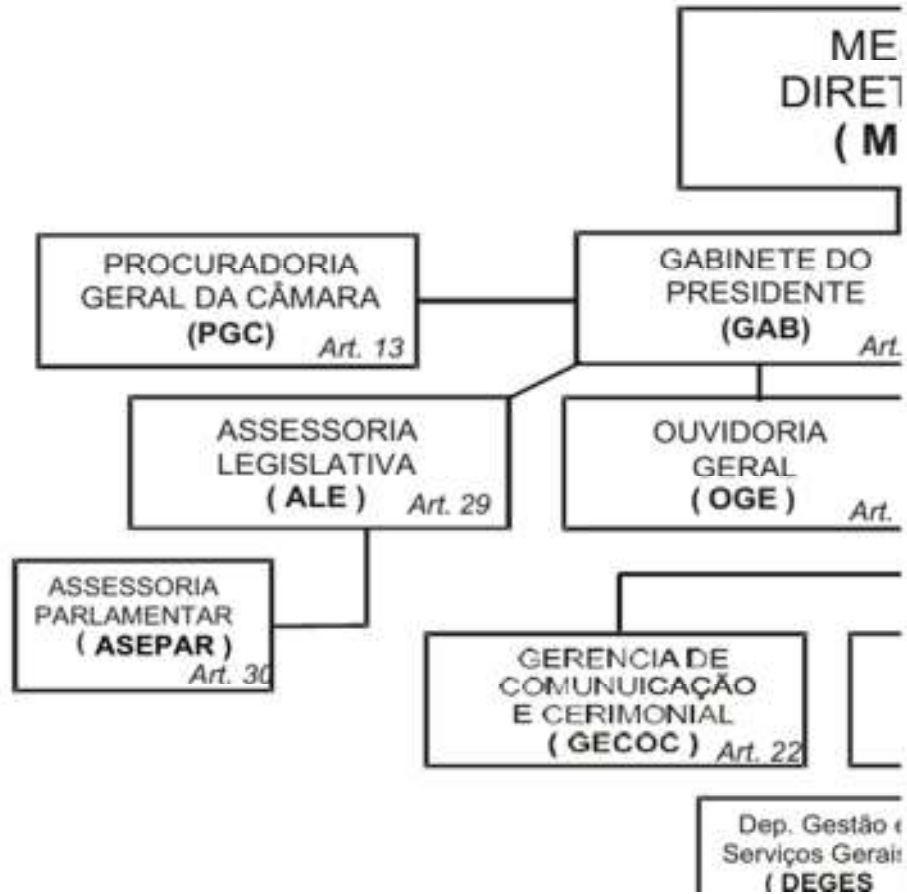 ME
DIRET
( M
PROCURADORIA
GERAL DA CÂMARA
(PGC)
Art. 13
GABINETE DO
PRESIDENTE
(GAB)
Art.
ASSESSORIA
LEGISLATIVA
( ALE )
Art. 29
OUVIDORIA
GERAL
( OGE )
Art.
ASSESSORIA
PARLAMENTAR
( ASEPAR )
Art. 30
GERENCIA DE
COMUNUICAÇÃO
E CERIMONIAL
( GECOC )
Art. 22
Dep. Gestão e
Serviços Gerais
( DEGES